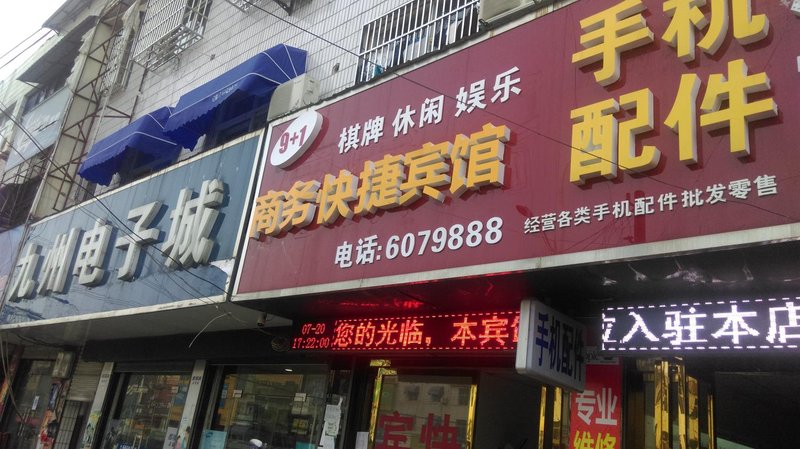 九州电子城
9+1
棋牌 休闲 娱乐
商务快捷宾馆
电话:6079888
手机
配件
经营各类手机配件批发零售
07-20
17:22:00
您的光临，本宾
入驻本店
手机配件
专业
维修
宾快